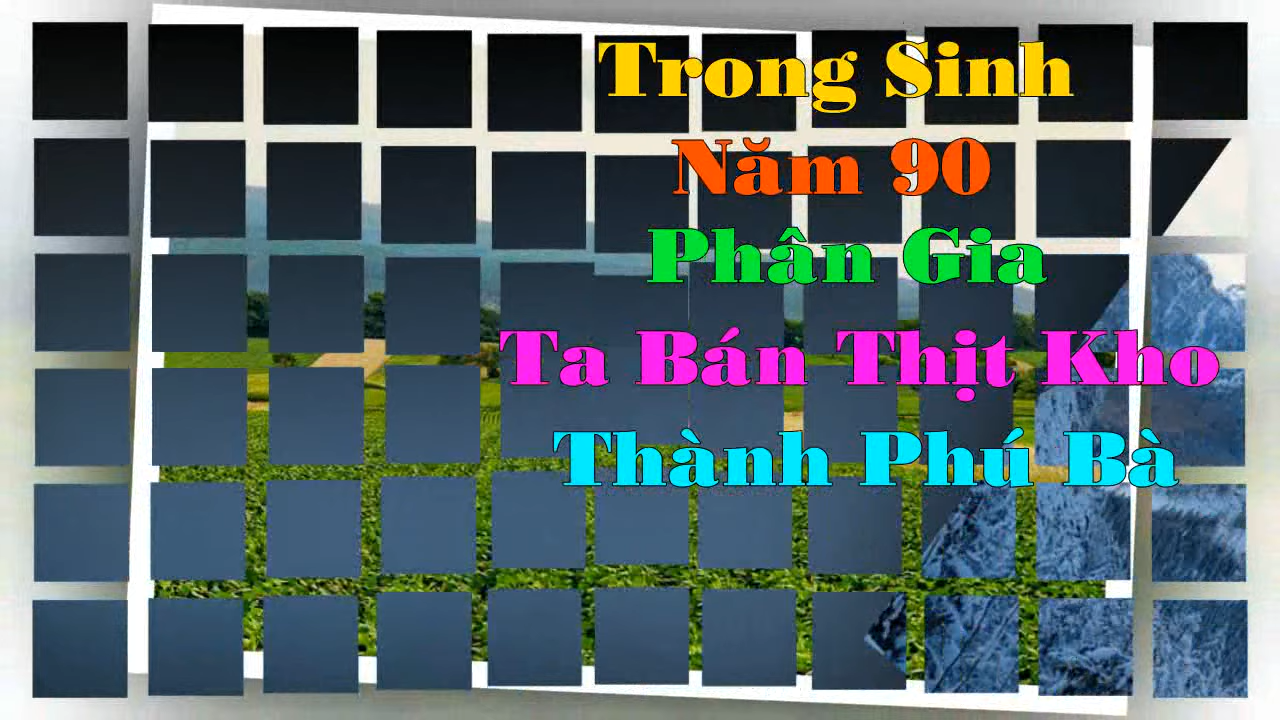 Trong Sinh
Năm 90
Phân Gia
Ta Bán Thịt Kho
Thành Phú Bà